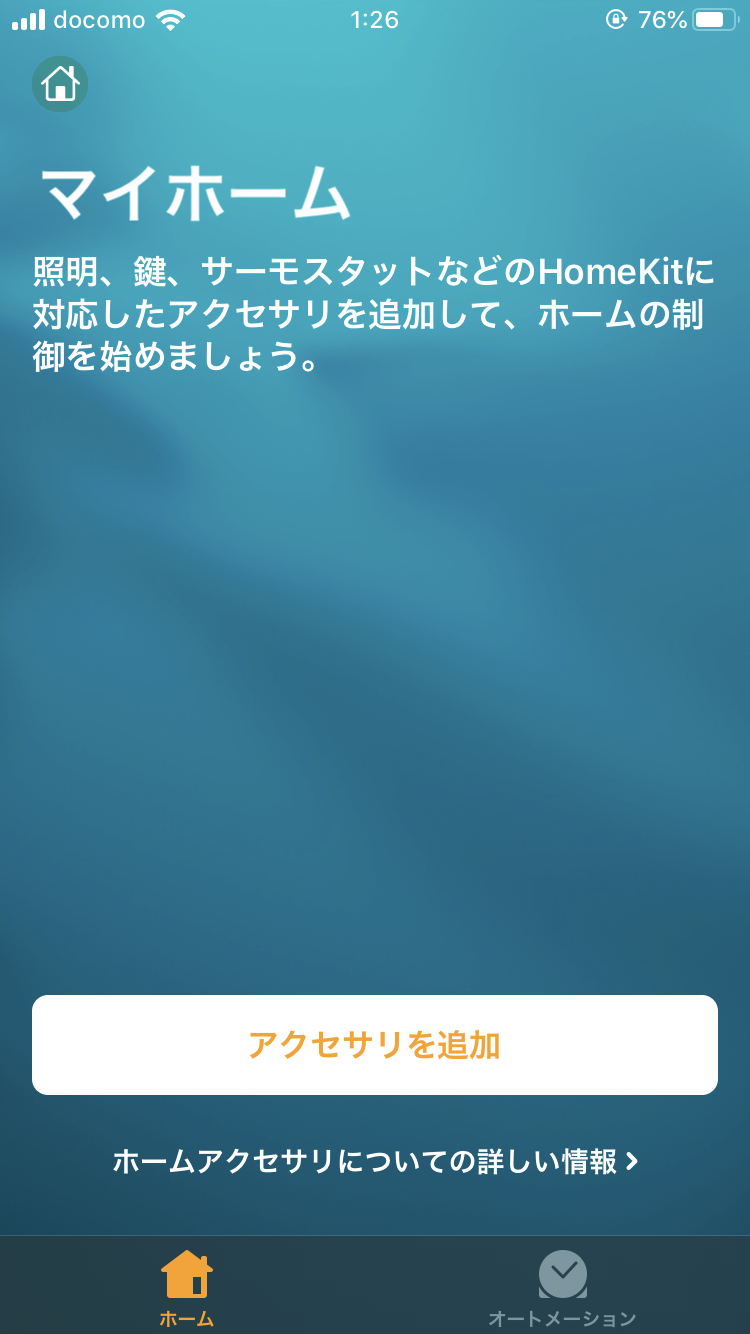 docomo 1:26 76%
マイホーム
照明、鍵、サーモスタットなどのHomeKitに
対応したアクセサリを追加して、ホームの制
御を始めましょう。
アクセサリを追加
ホームアクセサリについての詳しい情報 >
ホーム オートメーション